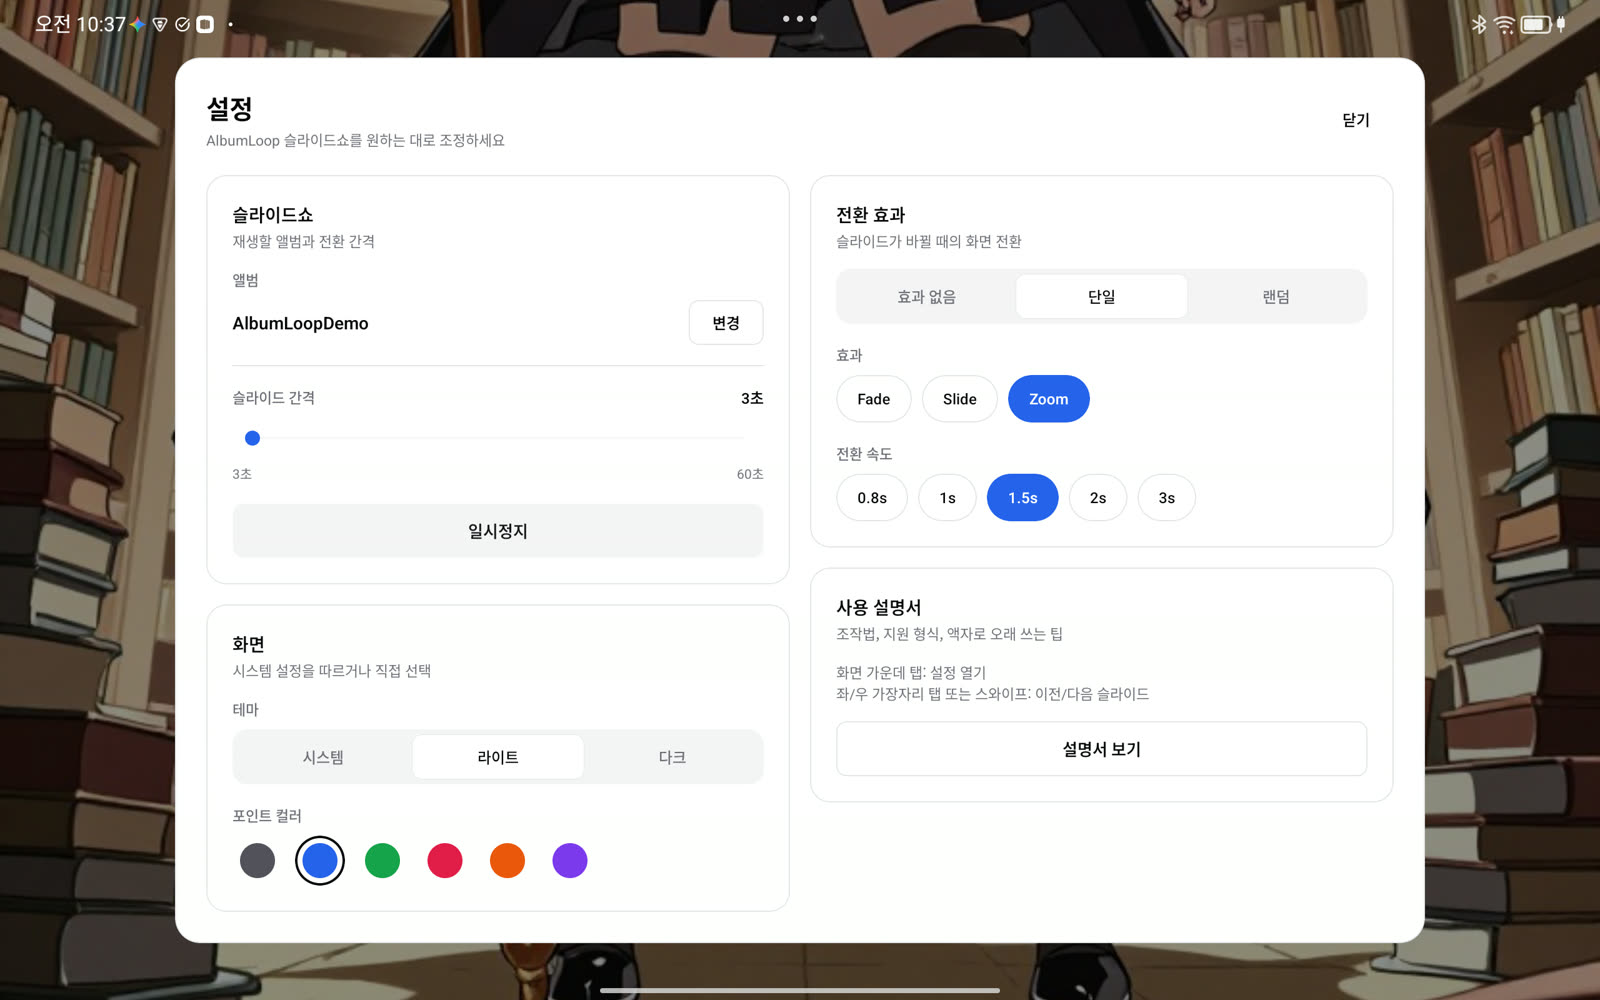 오전 10:37
설정
AlbumLoop 슬라이드쇼를 원하는 대로 조정하세요
닫기
슬라이드쇼
재생할 앨범과 전환 간격
앨범
AlbumLoopDemo
변경
슬라이드 간격
3초
3초
60초
일시정지
화면
시스템 설정을 따르거나 직접 선택
테마
시스템
라이트
다크
포인트 컬러
전환 효과
슬라이드가 바뀔 때의 화면 전환
효과 없음
단일
랜덤
효과
Fade
Slide
Zoom
전환 속도
0.8s
1s
1.5s
2s
3s
사용 설명서
조작법, 지원 형식, 액자로 오래 쓰는 팁
화면 가운데 탭: 설정 열기
좌/우 가장자리 탭 또는 스와이프: 이전/다음 슬라이드
설명서 보기